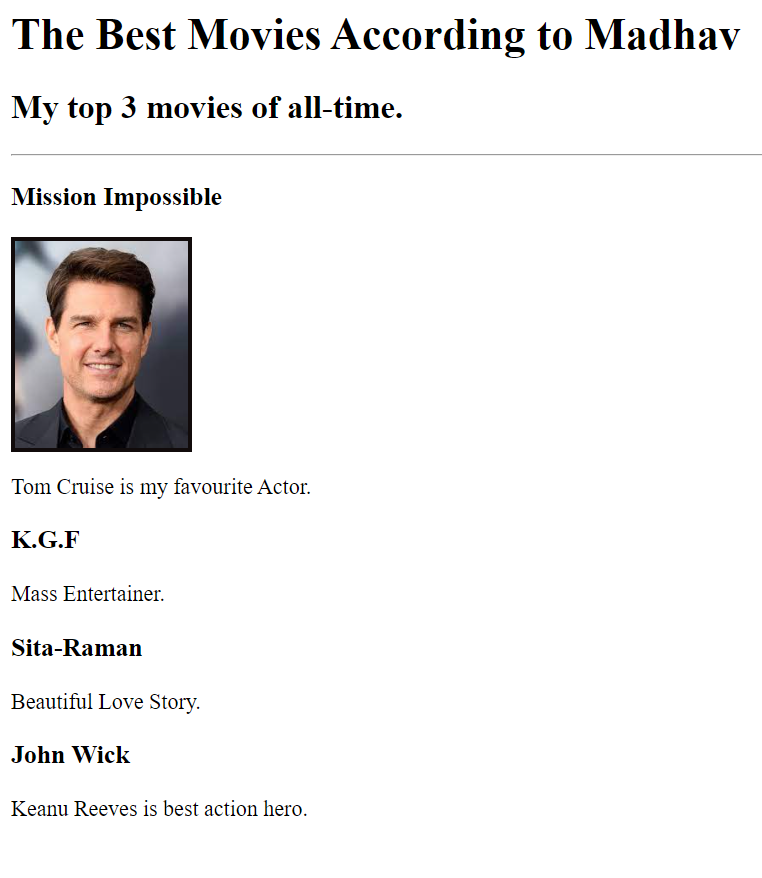 The Best Movies According to Madhav
My top 3 movies of all-time.
Mission Impossible
Tom Cruise is my favourite Actor.
K.G.F
Mass Entertainer.
Sita-Raman
Beautiful Love Story.
John Wick
Keanu Reeves is best action hero.